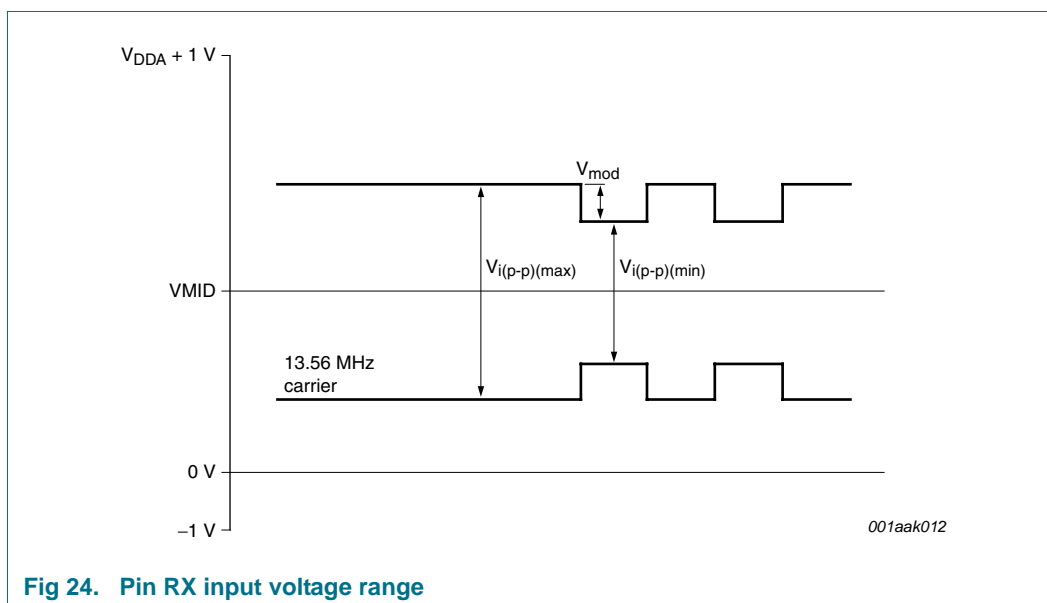 VDDA + 1 V
Vmod
Vi(p-p)(max)
Vi(p-p)(min)
VMID
13.56 MHz
carrier
0 V
−1 V
001aak012
Fig 24. Pin RX input voltage range